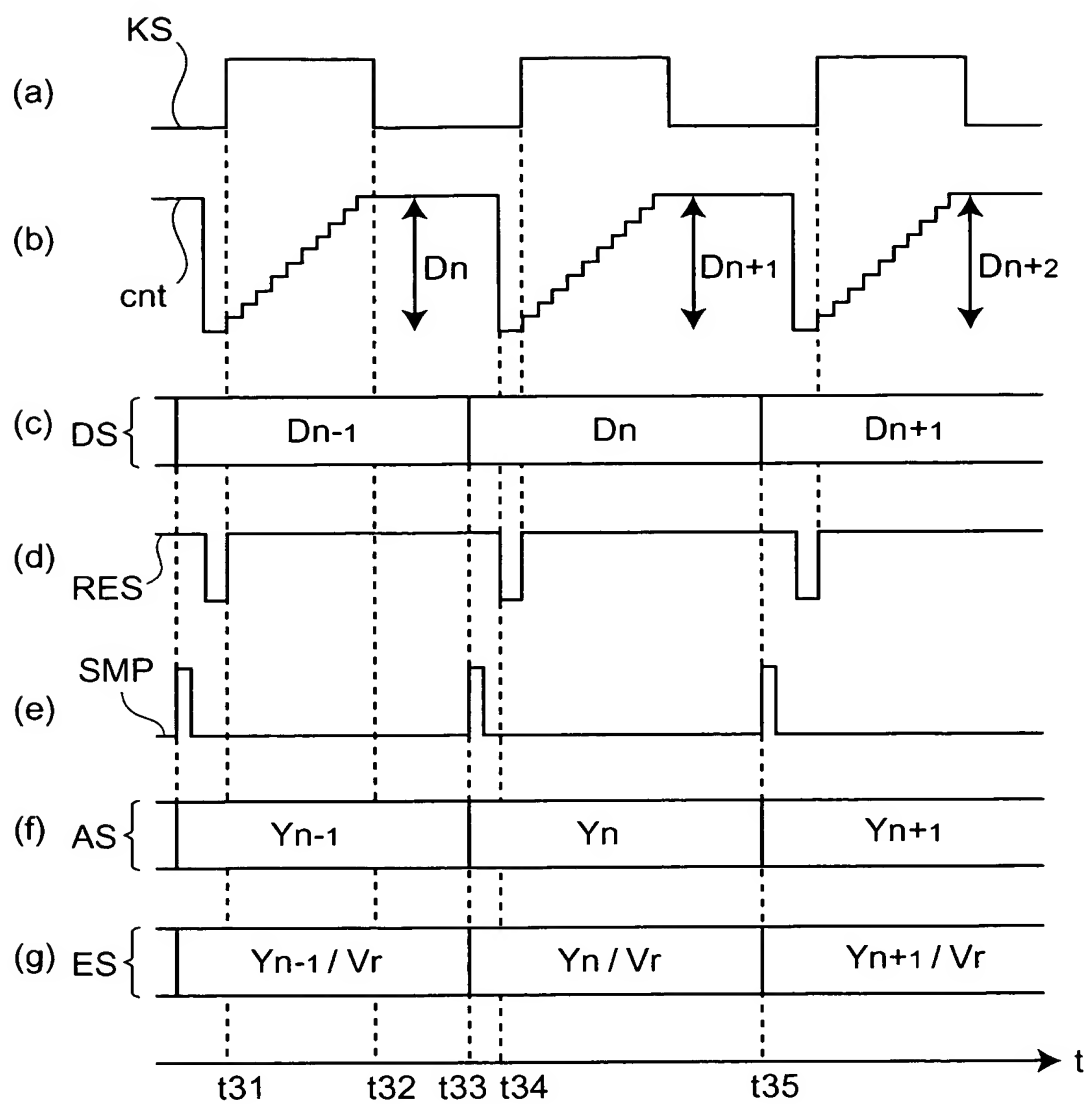 KS
(a)
(b)
cnt
Dn
Dn+1
Dn+2
(c) DS { Dn-1 Dn Dn+1
(d)
RES
SMP
(e)
(f) AS { Yn-1 Yn Yn+1
(g) ES { Yn-1 / Vr Yn / Vr Yn+1 / Vr
t
t31 t32 t33 t34 t35